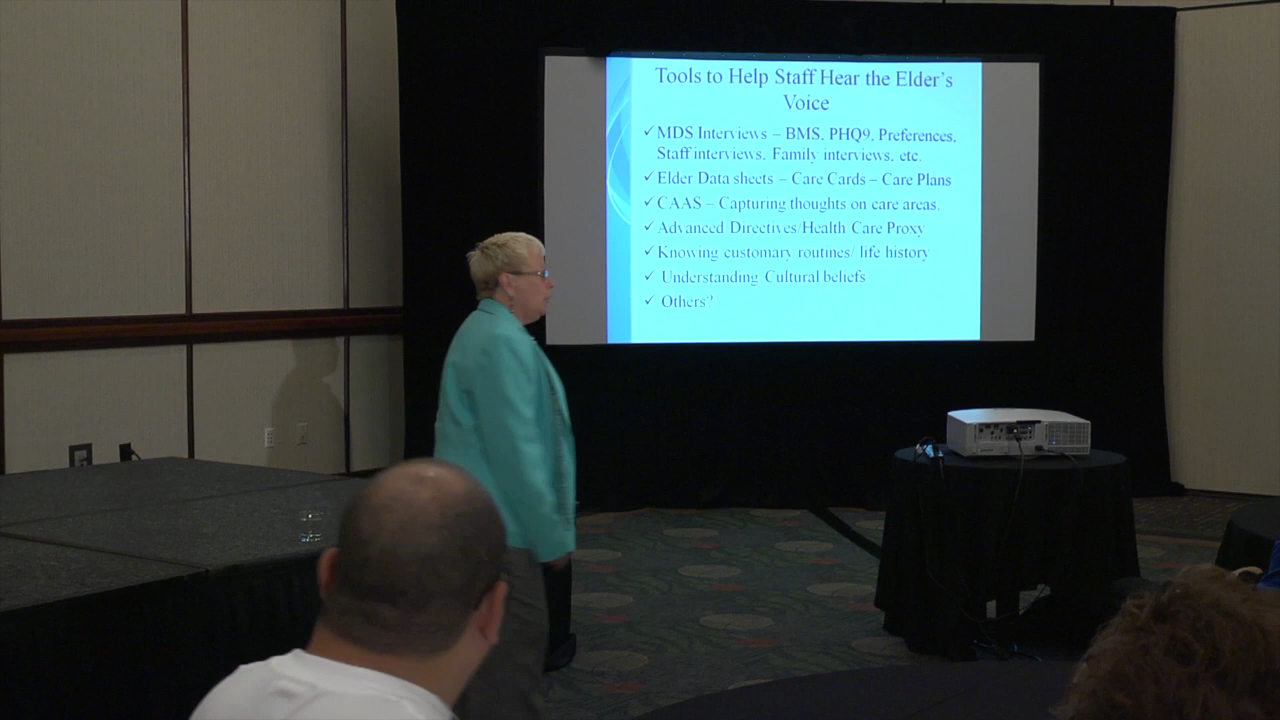 Tools to Help Staff Hear the Elder's
Voice
✓ MDS Interviews – BMS, PHQ9, Preferences,
Staff interviews, Family interviews, etc.
✓ Elder Data sheets – Care Cards – Care Plans
✓ CAAS – Capturing thoughts on care areas.
✓ Advanced Directives/Health Care Proxy
✓ Knowing customary routines/ life history
✓ Understanding Cultural beliefs
✓ Others?